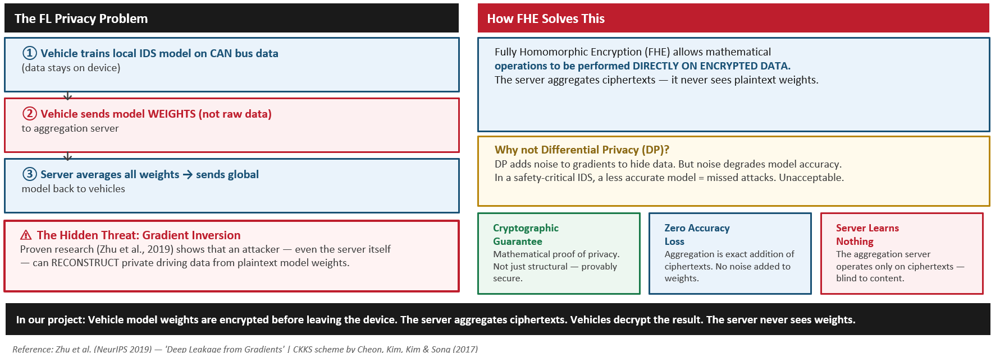 The FL Privacy Problem
① Vehicle trains local IDS model on CAN bus data
(data stays on device)
↓
② Vehicle sends model WEIGHTS (not raw data)
to aggregation server
↓
③ Server averages all weights → sends global
model back to vehicles
⚠ The Hidden Threat: Gradient Inversion
Proven research (Zhu et al., 2019) shows that an attacker — even the server itself
— can RECONSTRUCT private driving data from plaintext model weights.
How FHE Solves This
Fully Homomorphic Encryption (FHE) allows mathematical
operations to be performed DIRECTLY ON ENCRYPTED DATA.
The server aggregates ciphertexts — it never sees plaintext weights.
Why not Differential Privacy (DP)?
DP adds noise to gradients to hide data. But noise degrades model accuracy.
In a safety-critical IDS, a less accurate model = missed attacks. Unacceptable.
Cryptographic
Guarantee
Mathematical proof of privacy.
Not just structural — provably
secure.
Zero Accuracy
Loss
Aggregation is exact addition of
ciphertexts. No noise added to
weights.
Server Learns
Nothing
The aggregation server
operates only on ciphertexts —
blind to content.
In our project: Vehicle model weights are encrypted before leaving the device. The server aggregates ciphertexts. Vehicles decrypt the result. The server never sees weights.
Reference: Zhu et al. (NeurIPS 2019) — 'Deep Leakage from Gradients' | CKKS scheme by Cheon, Kim, Kim & Song (2017)